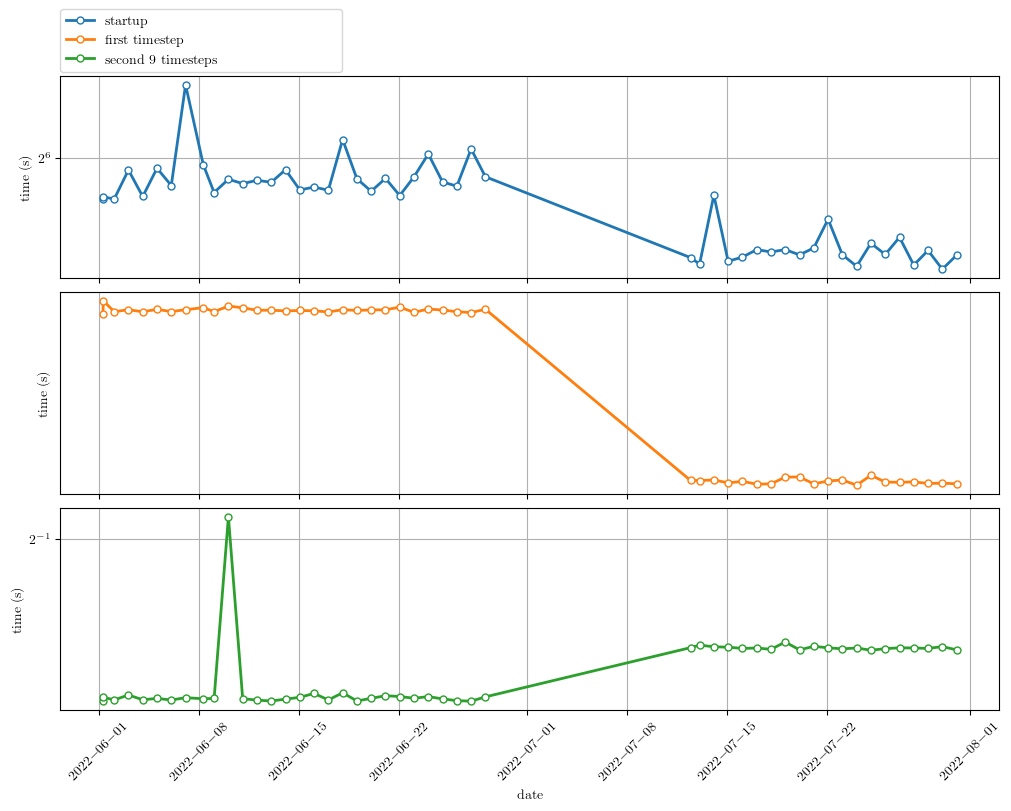 startup
first timestep
second 9 timesteps
time (s)
2^6
time (s)
time (s)
2^−1
2022−06−01
2022−06−08
2022−06−15
2022−06−22
2022−07−01
2022−07−08
2022−07−15
2022−07−22
2022−08−01
date